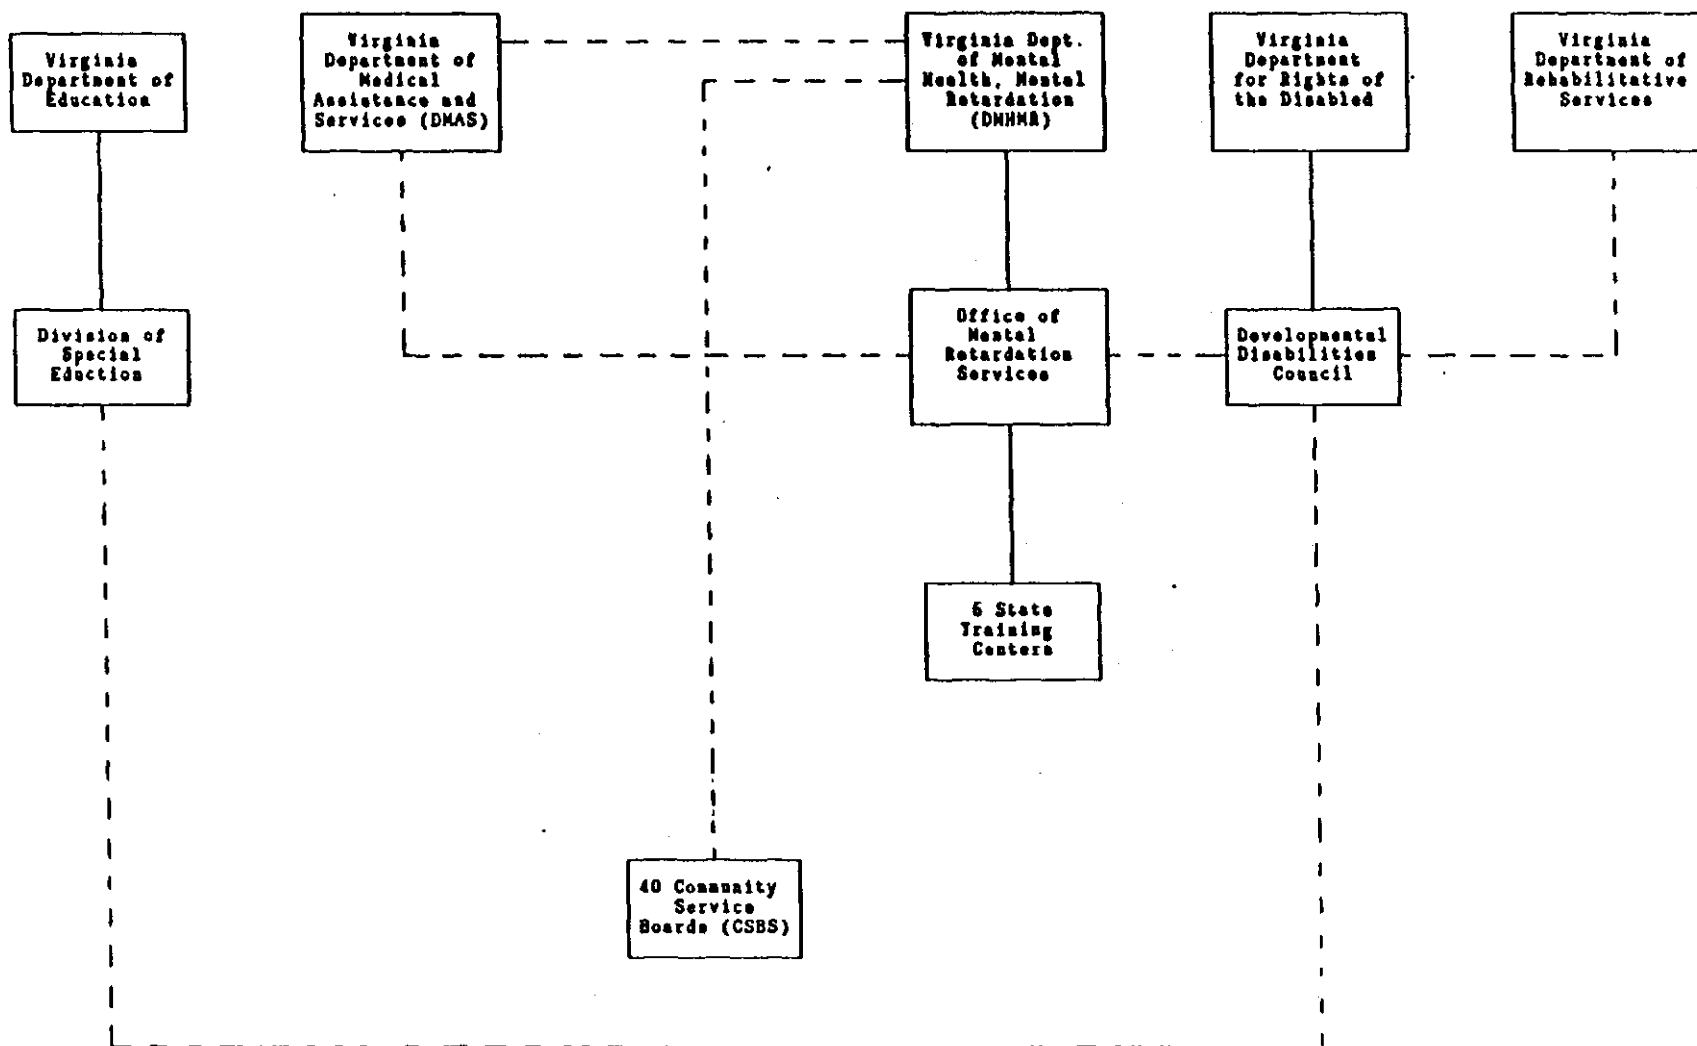 Virginia
Department of
Education
Virginia
Department of
Medical
Assistance and
Services (DMAS)
Virginia Dept.
of Mental
Health, Mental
Retardation
(DMHMR)
Virginia
Department
for Rights of
the Disabled
Virginia
Department of
Rehabilitative
Services
Division of
Special
Eduction
Office of
Mental
Retardation
Services
Developmental
Disabilities
Council
5 State
Training
Centers
40 Community
Service
Boards (CSBS)